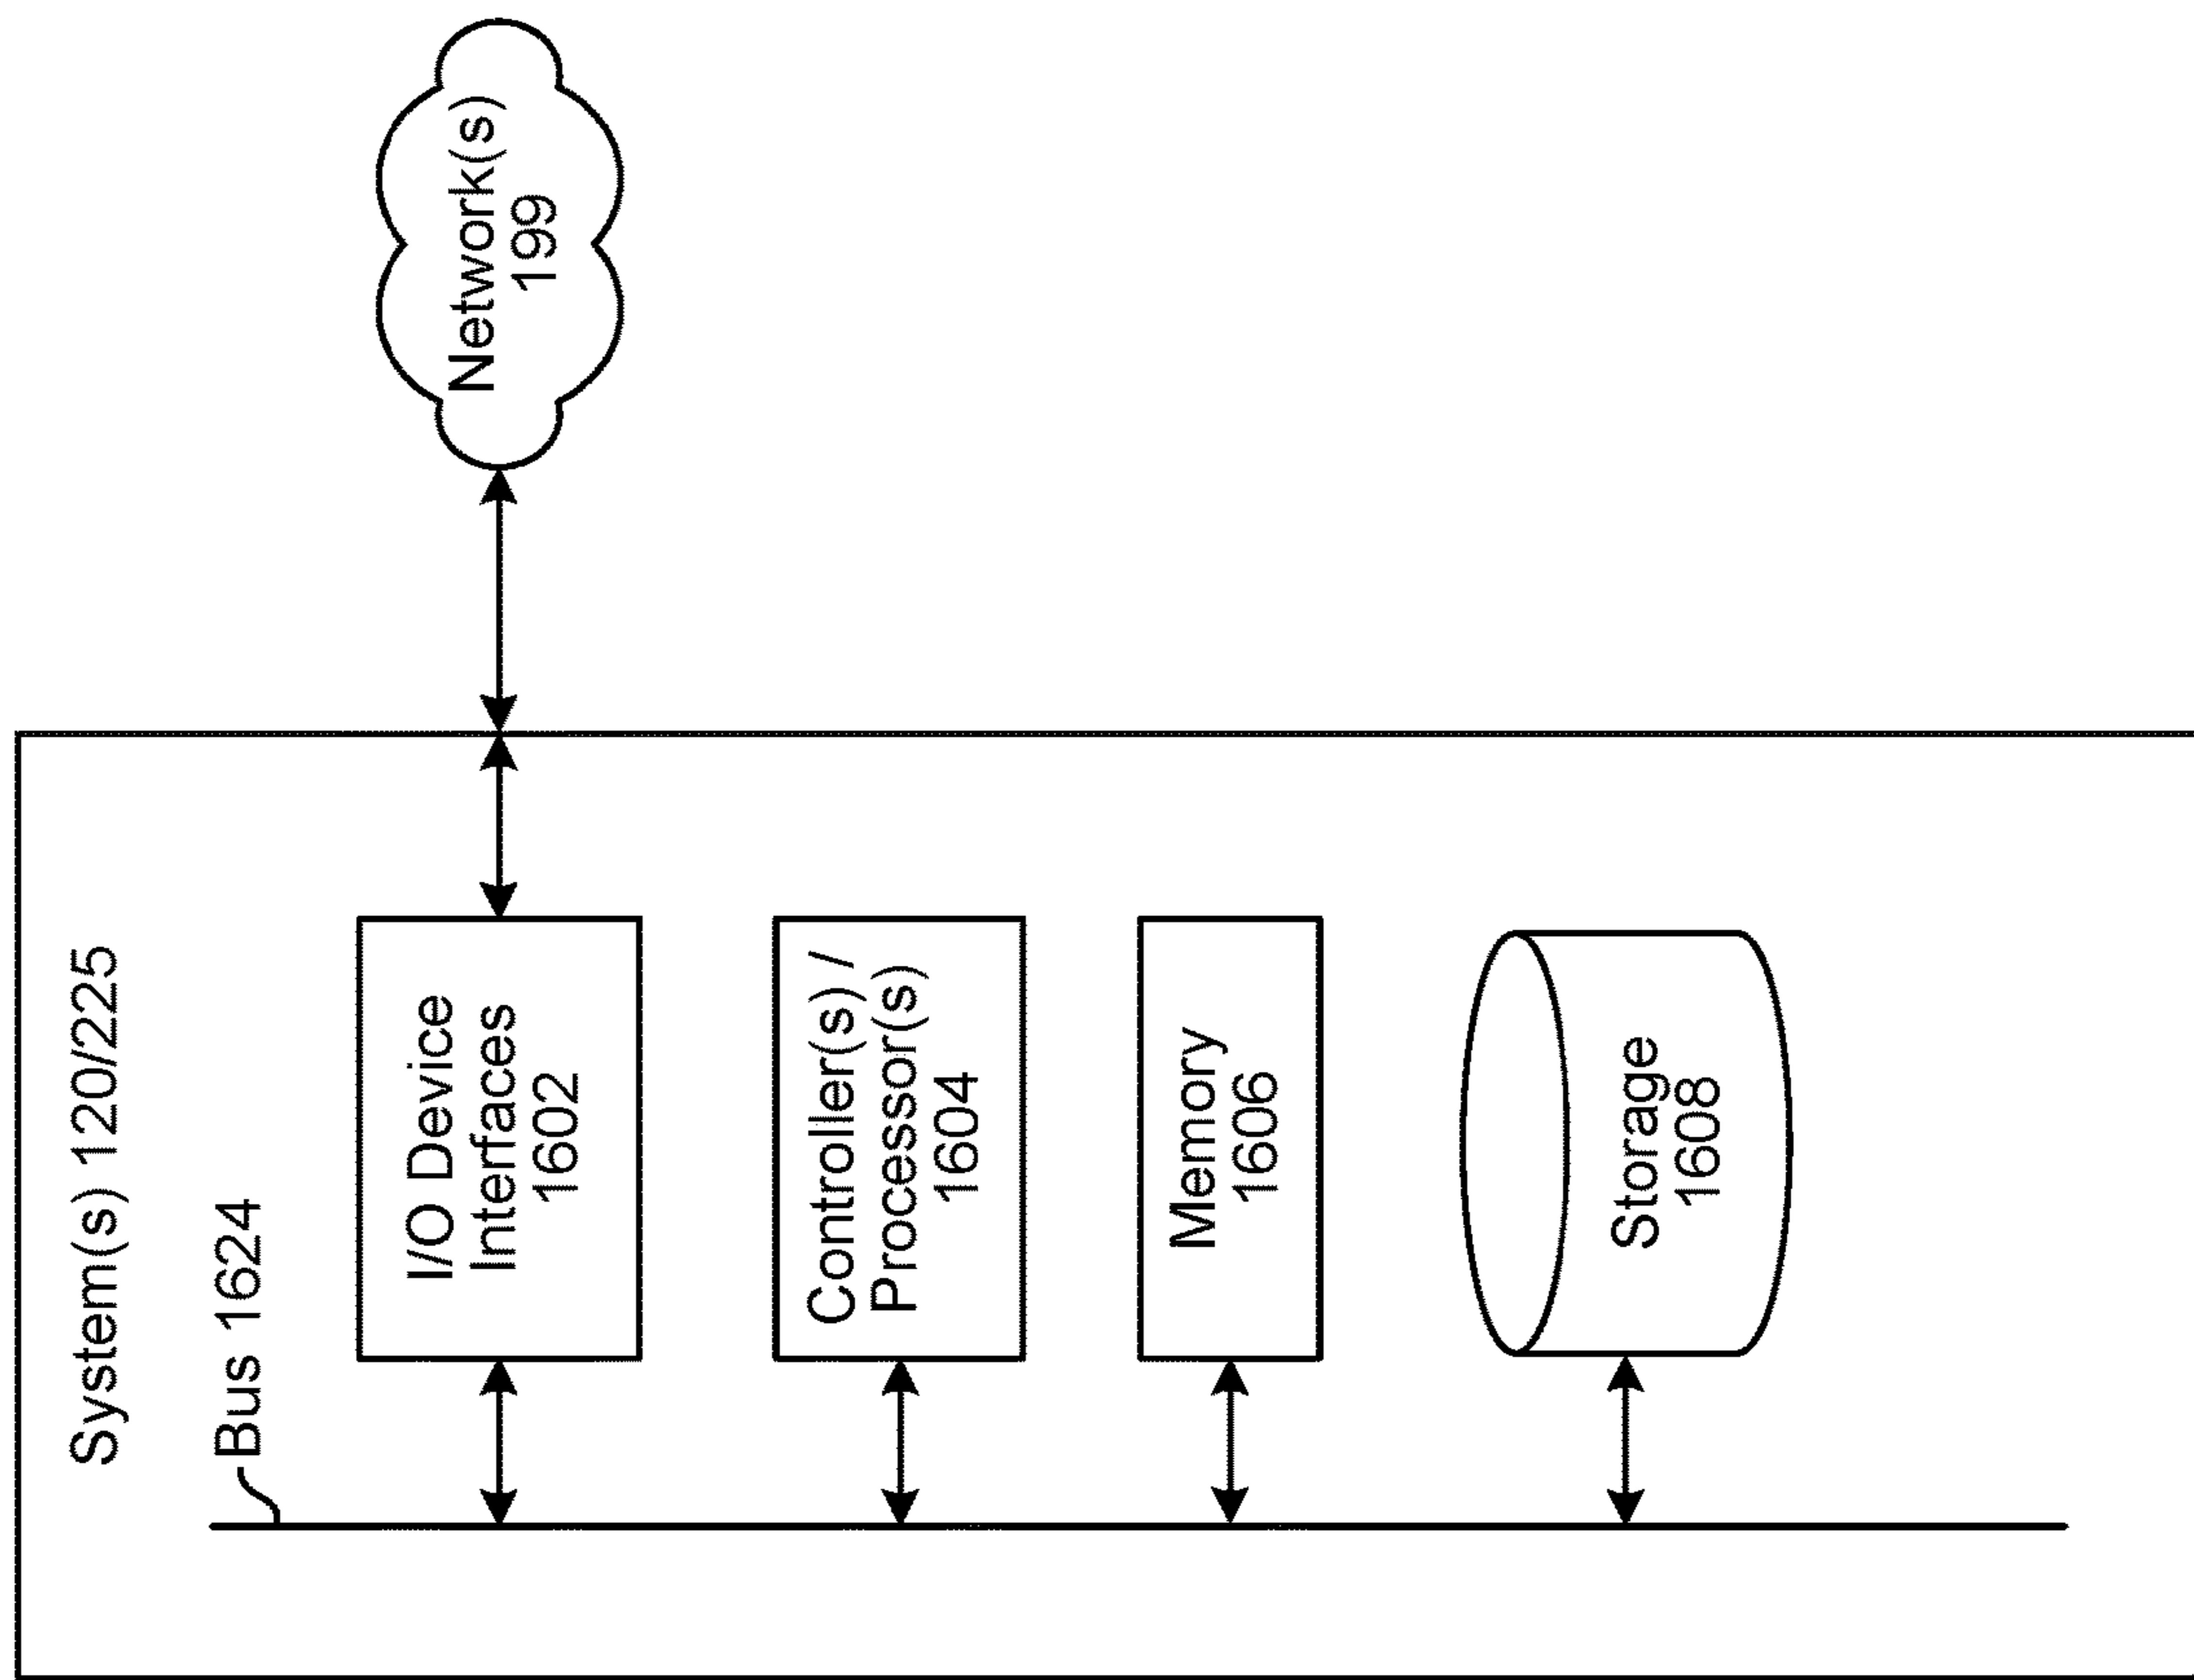 System(s) 120/225
Bus 1624
I/O Device
Interfaces
1602
Network(s)
199
Controller(s) /
Processor(s)
1604
Memory
1606
Storage
1608